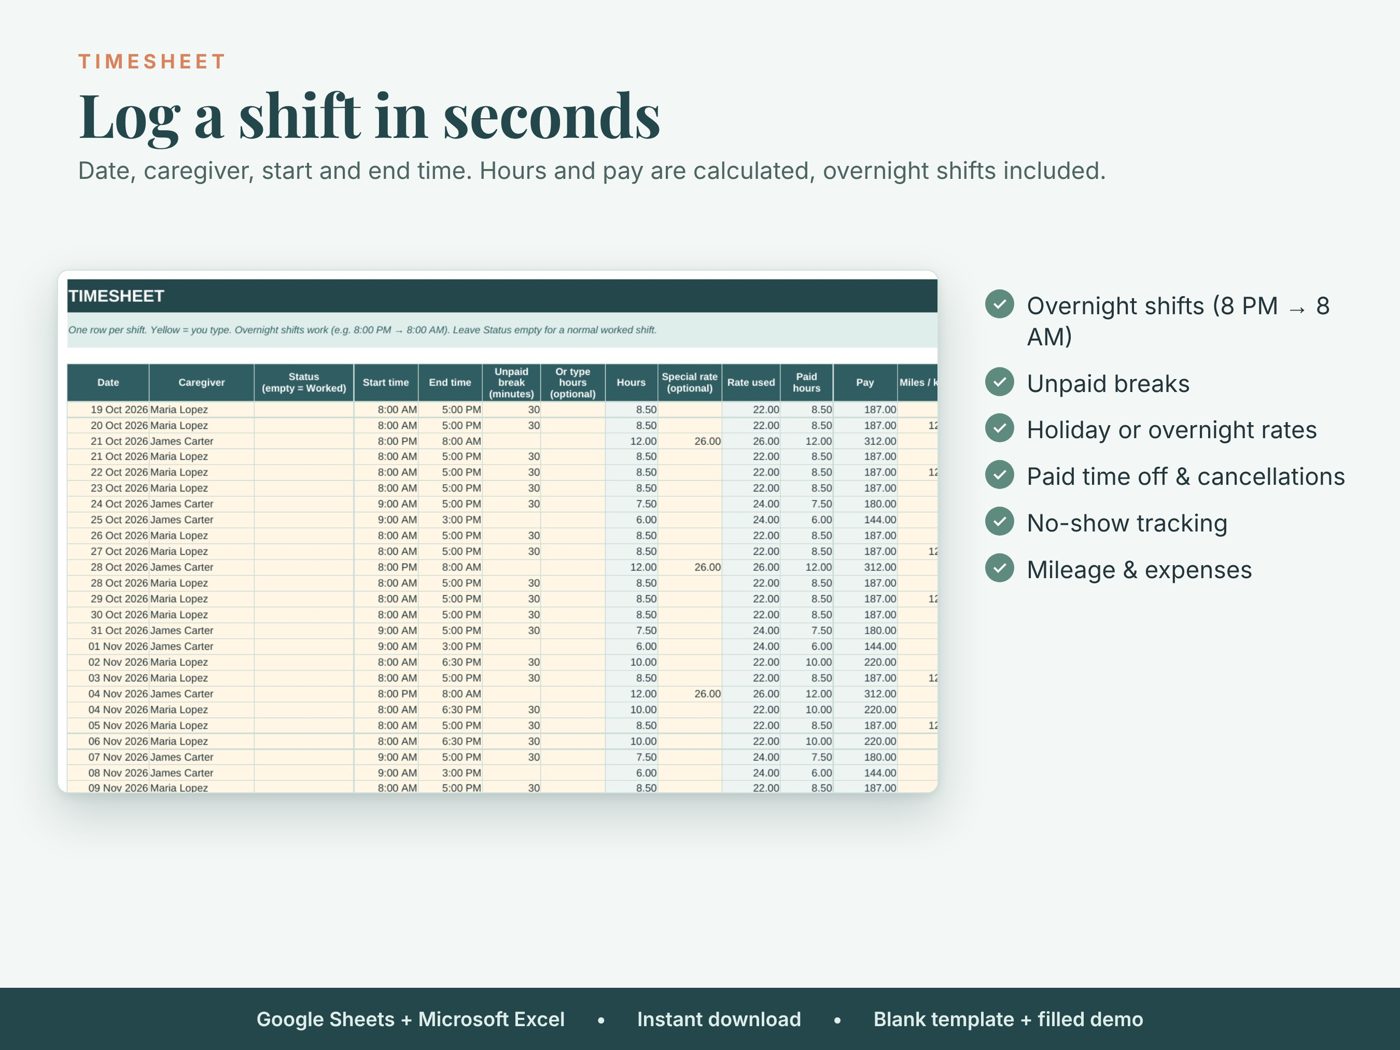 TIMESHEET
Log a shift in seconds
Date, caregiver, start and end time. Hours and pay are calculated, overnight shifts included.
TIMESHEET
One row per shift. Yellow = you type. Overnight shifts work (e.g. 8:00 PM → 8:00 AM). Leave Status empty for a normal worked shift.
Date Caregiver Status (empty = Worked) Start time End time Unpaid break (minutes) Or type hours (optional) Hours Special rate (optional) Rate used Paid hours Pay Miles /
19 Oct 2026 Maria Lopez 8:00 AM 5:00 PM 30 8.50 22.00 8.50 187.00
20 Oct 2026 Maria Lopez 8:00 AM 5:00 PM 30 8.50 22.00 8.50 187.00 12
21 Oct 2026 James Carter 8:00 PM 8:00 AM 12.00 26.00 26.00 12.00 312.00
21 Oct 2026 Maria Lopez 8:00 AM 5:00 PM 30 8.50 22.00 8.50 187.00
22 Oct 2026 Maria Lopez 8:00 AM 5:00 PM 30 8.50 22.00 8.50 187.00 12
23 Oct 2026 Maria Lopez 8:00 AM 5:00 PM 30 8.50 22.00 8.50 187.00
24 Oct 2026 James Carter 9:00 AM 5:00 PM 30 7.50 24.00 7.50 180.00
25 Oct 2026 James Carter 9:00 AM 3:00 PM 6.00 24.00 6.00 144.00
26 Oct 2026 Maria Lopez 8:00 AM 5:00 PM 30 8.50 22.00 8.50 187.00
27 Oct 2026 Maria Lopez 8:00 AM 5:00 PM 30 8.50 22.00 8.50 187.00 12
28 Oct 2026 James Carter 8:00 PM 8:00 AM 12.00 26.00 26.00 12.00 312.00
28 Oct 2026 Maria Lopez 8:00 AM 5:00 PM 30 8.50 22.00 8.50 187.00
29 Oct 2026 Maria Lopez 8:00 AM 5:00 PM 30 8.50 22.00 8.50 187.00 12
30 Oct 2026 Maria Lopez 8:00 AM 5:00 PM 30 8.50 22.00 8.50 187.00
31 Oct 2026 James Carter 9:00 AM 5:00 PM 30 7.50 24.00 7.50 180.00
01 Nov 2026 James Carter 9:00 AM 3:00 PM 6.00 24.00 6.00 144.00
02 Nov 2026 Maria Lopez 8:00 AM 6:30 PM 30 10.00 22.00 10.00 220.00
03 Nov 2026 Maria Lopez 8:00 AM 5:00 PM 30 8.50 22.00 8.50 187.00 12
04 Nov 2026 James Carter 8:00 PM 8:00 AM 12.00 26.00 26.00 12.00 312.00
04 Nov 2026 Maria Lopez 8:00 AM 6:30 PM 30 10.00 22.00 10.00 220.00
05 Nov 2026 Maria Lopez 8:00 AM 5:00 PM 30 8.50 22.00 8.50 187.00 12
06 Nov 2026 Maria Lopez 8:00 AM 6:30 PM 30 10.00 22.00 10.00 220.00
07 Nov 2026 James Carter 9:00 AM 5:00 PM 30 7.50 24.00 7.50 180.00
08 Nov 2026 James Carter 9:00 AM 3:00 PM 6.00 24.00 6.00 144.00
09 Nov 2026 Maria Lopez 8:00 AM 5:00 PM 30 8.50 22.00 8.50 187.00
Overnight shifts (8 PM → 8
AM)
Unpaid breaks
Holiday or overnight rates
Paid time off & cancellations
No-show tracking
Mileage & expenses
Google Sheets + Microsoft Excel • Instant download • Blank template + filled demo